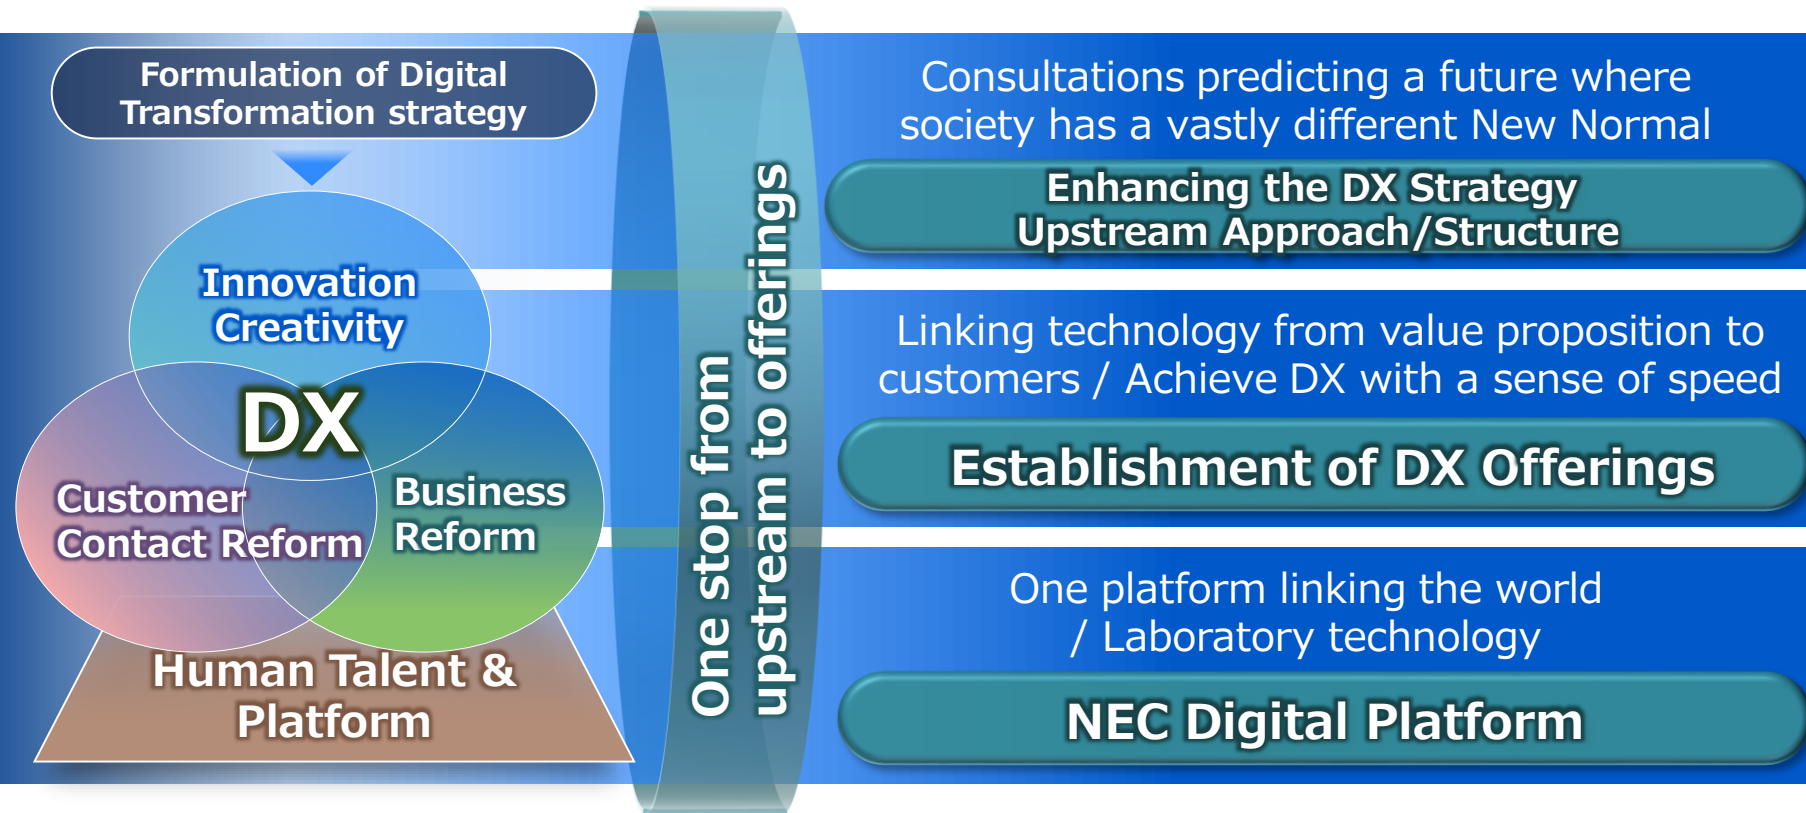 Formulation of Digital
Transformation strategy
Innovation
Creativity
DX
Customer
Contact Reform
Business
Reform
Human Talent &
Platform
One stop from
upstream to offerings
Consultations predicting a future where
society has a vastly different New Normal
Enhancing the DX Strategy
Upstream Approach/Structure
Linking technology from value proposition to
customers / Achieve DX with a sense of speed
Establishment of DX Offerings
One platform linking the world
/ Laboratory technology
NEC Digital Platform